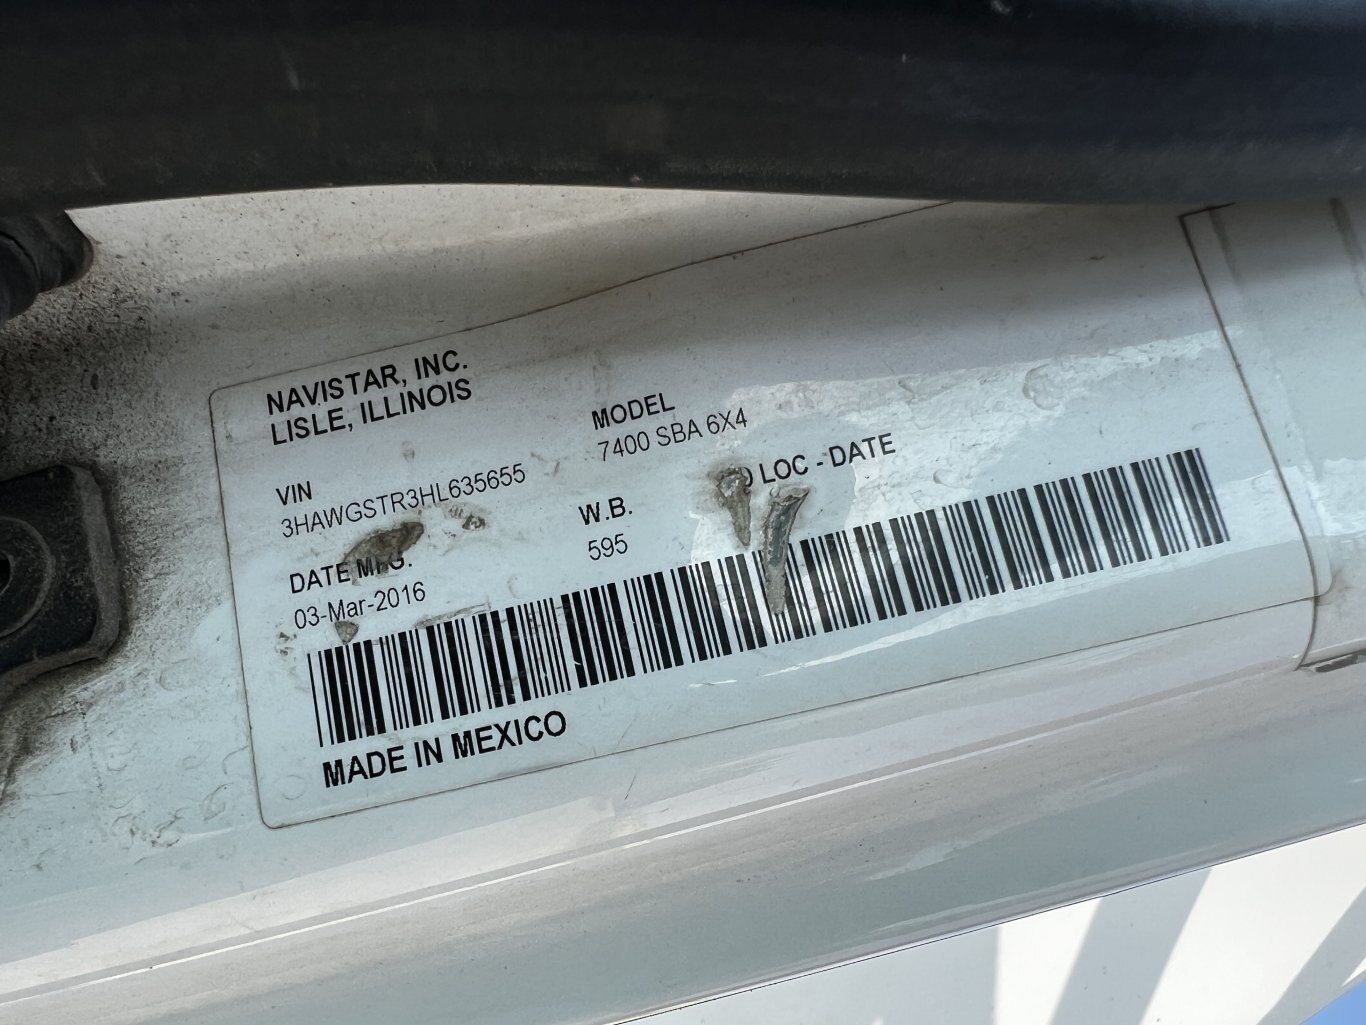 NAVISTAR, INC.
LISLE, ILLINOIS
VIN
3HAWGSTR3HL635655
MODEL
7400 SBA 6X4
DATE
03-Mar-2016
W.B.
595
LOC - DATE
MADE IN MEXICO